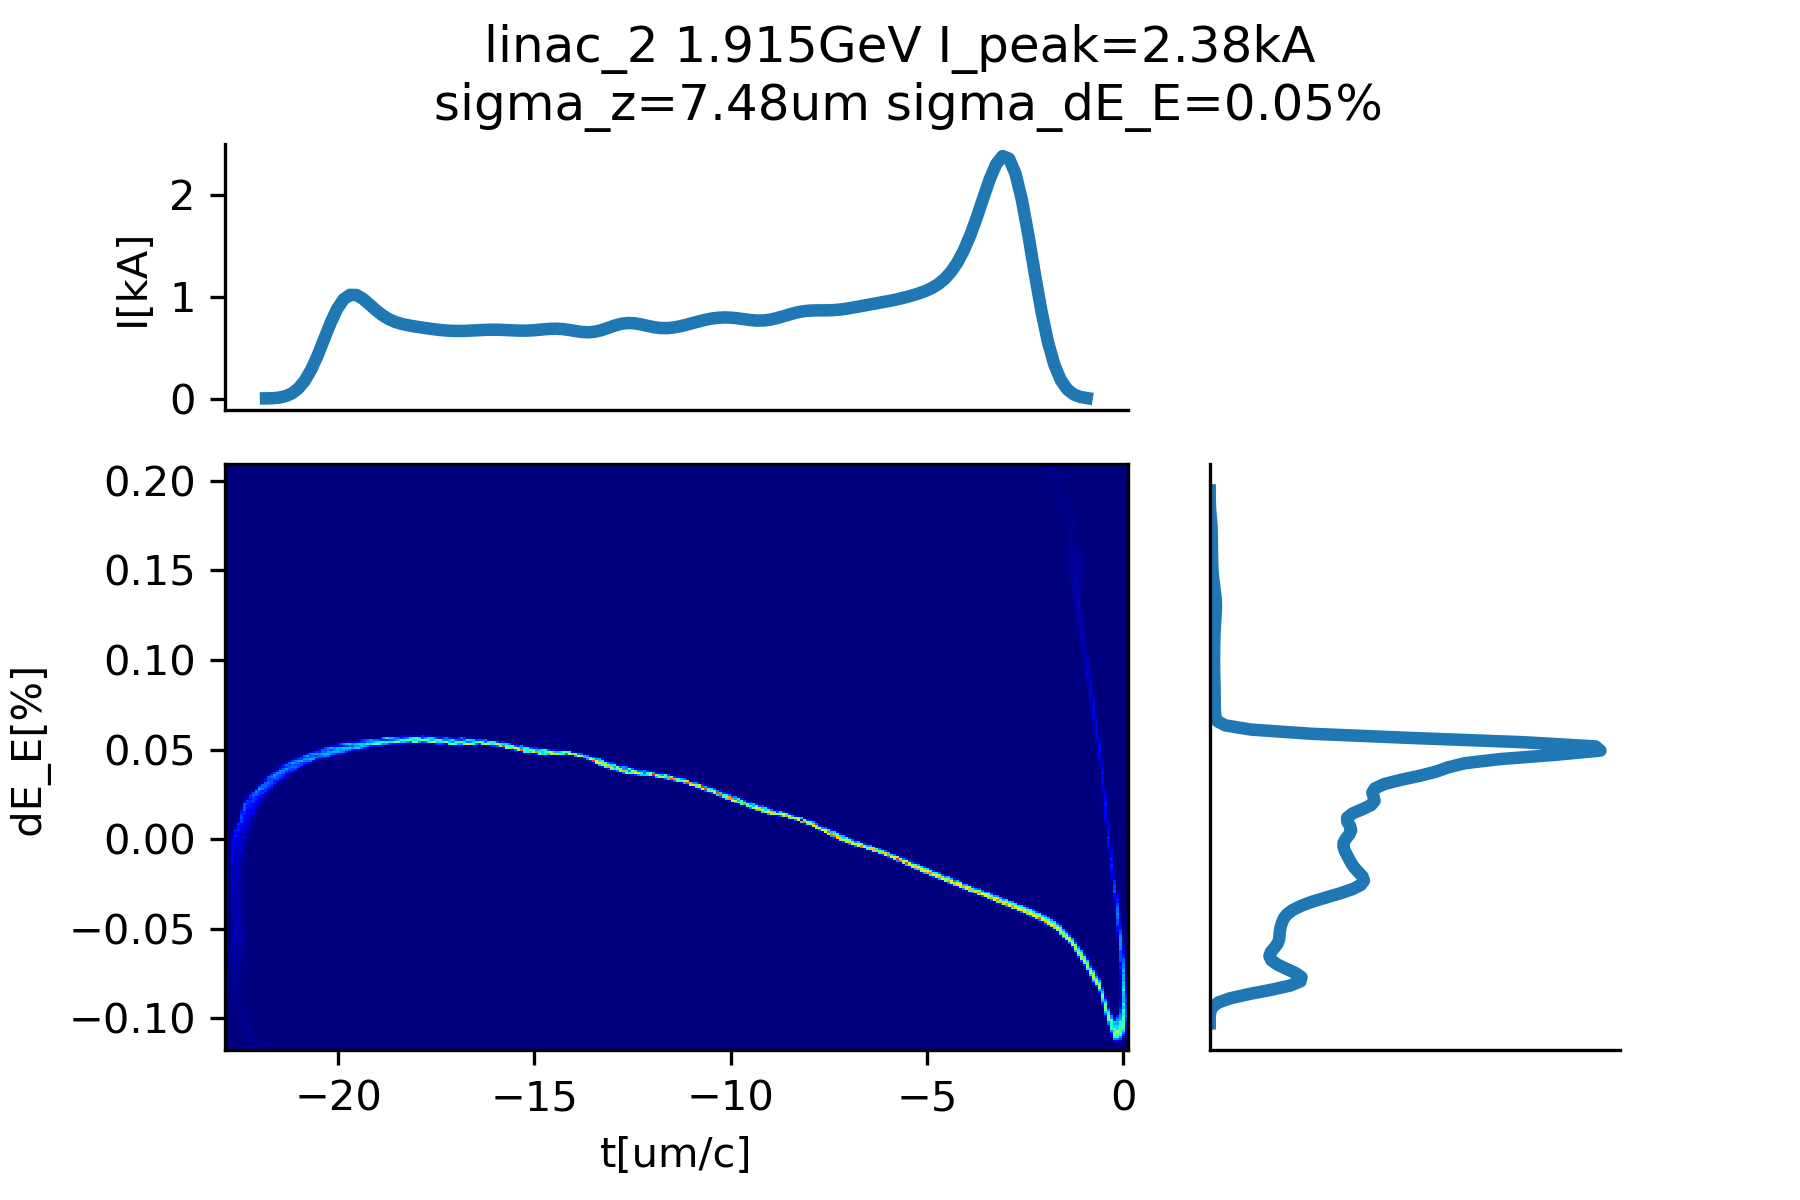 linac_2 1.915GeV I_peak=2.38kA
sigma_z=7.48um sigma_dE_E=0.05%
I[kA]
2
1
0
dE_E[%]
0.20
0.15
0.10
0.05
0.00
−0.05
−0.10
−20 −15 −10 −5 0
t[um/c]